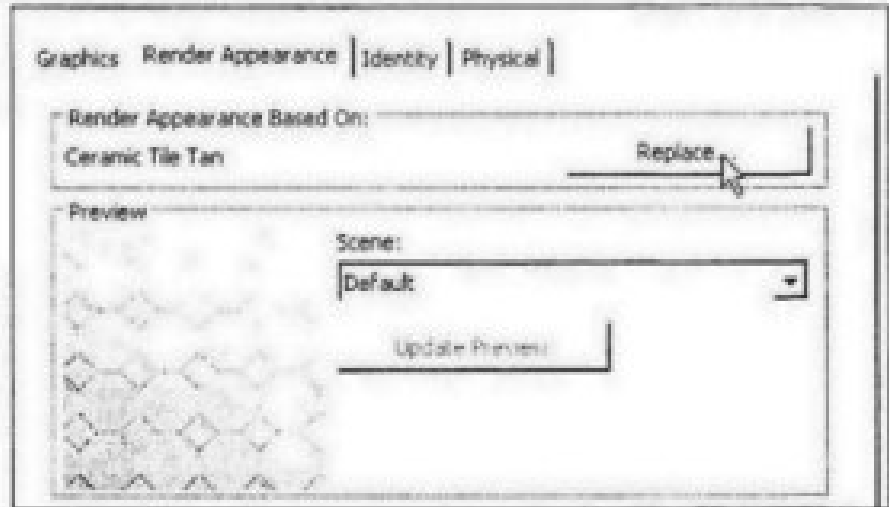 Graphics Render Appearance Identity Physical
Render Appearance Based On:
Ceramic Tile Tan
Replace...
Preview
Scene:
Default
Update Preview